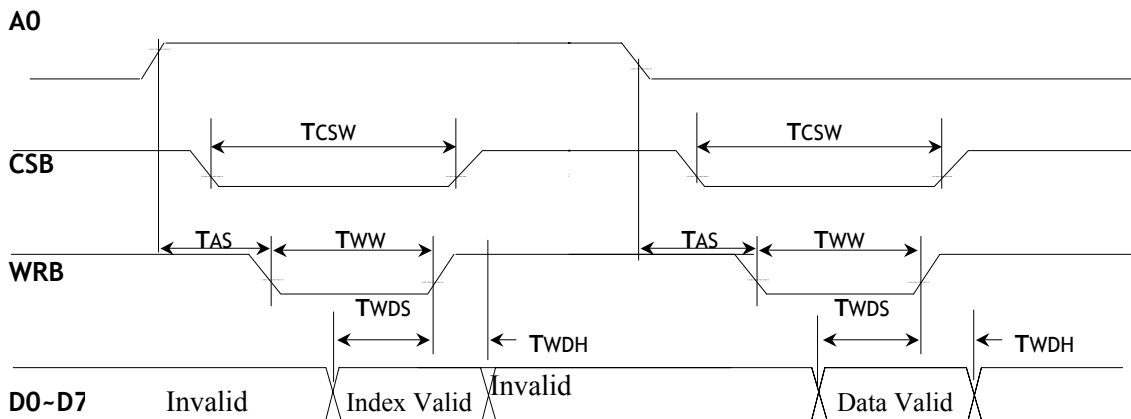 A0
TCSW TCSW
CSB
TAS TWW TAS TWW
WRB
TWDS TWDS
TWDH TWDH
D0~D7 Invalid Index Valid Invalid Data Valid